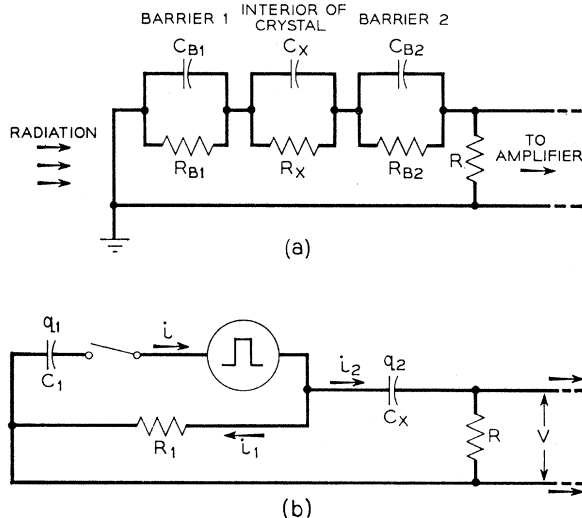 BARRIER 1
INTERIOR OF
CRYSTAL
BARRIER 2
CB1
CX
CB2
RADIATION
RB1
RX
RB2
R
TO
AMPLIFIER
(a)
q1
i
C1
i2
q2
CX
R1
i1
R
V
(b)